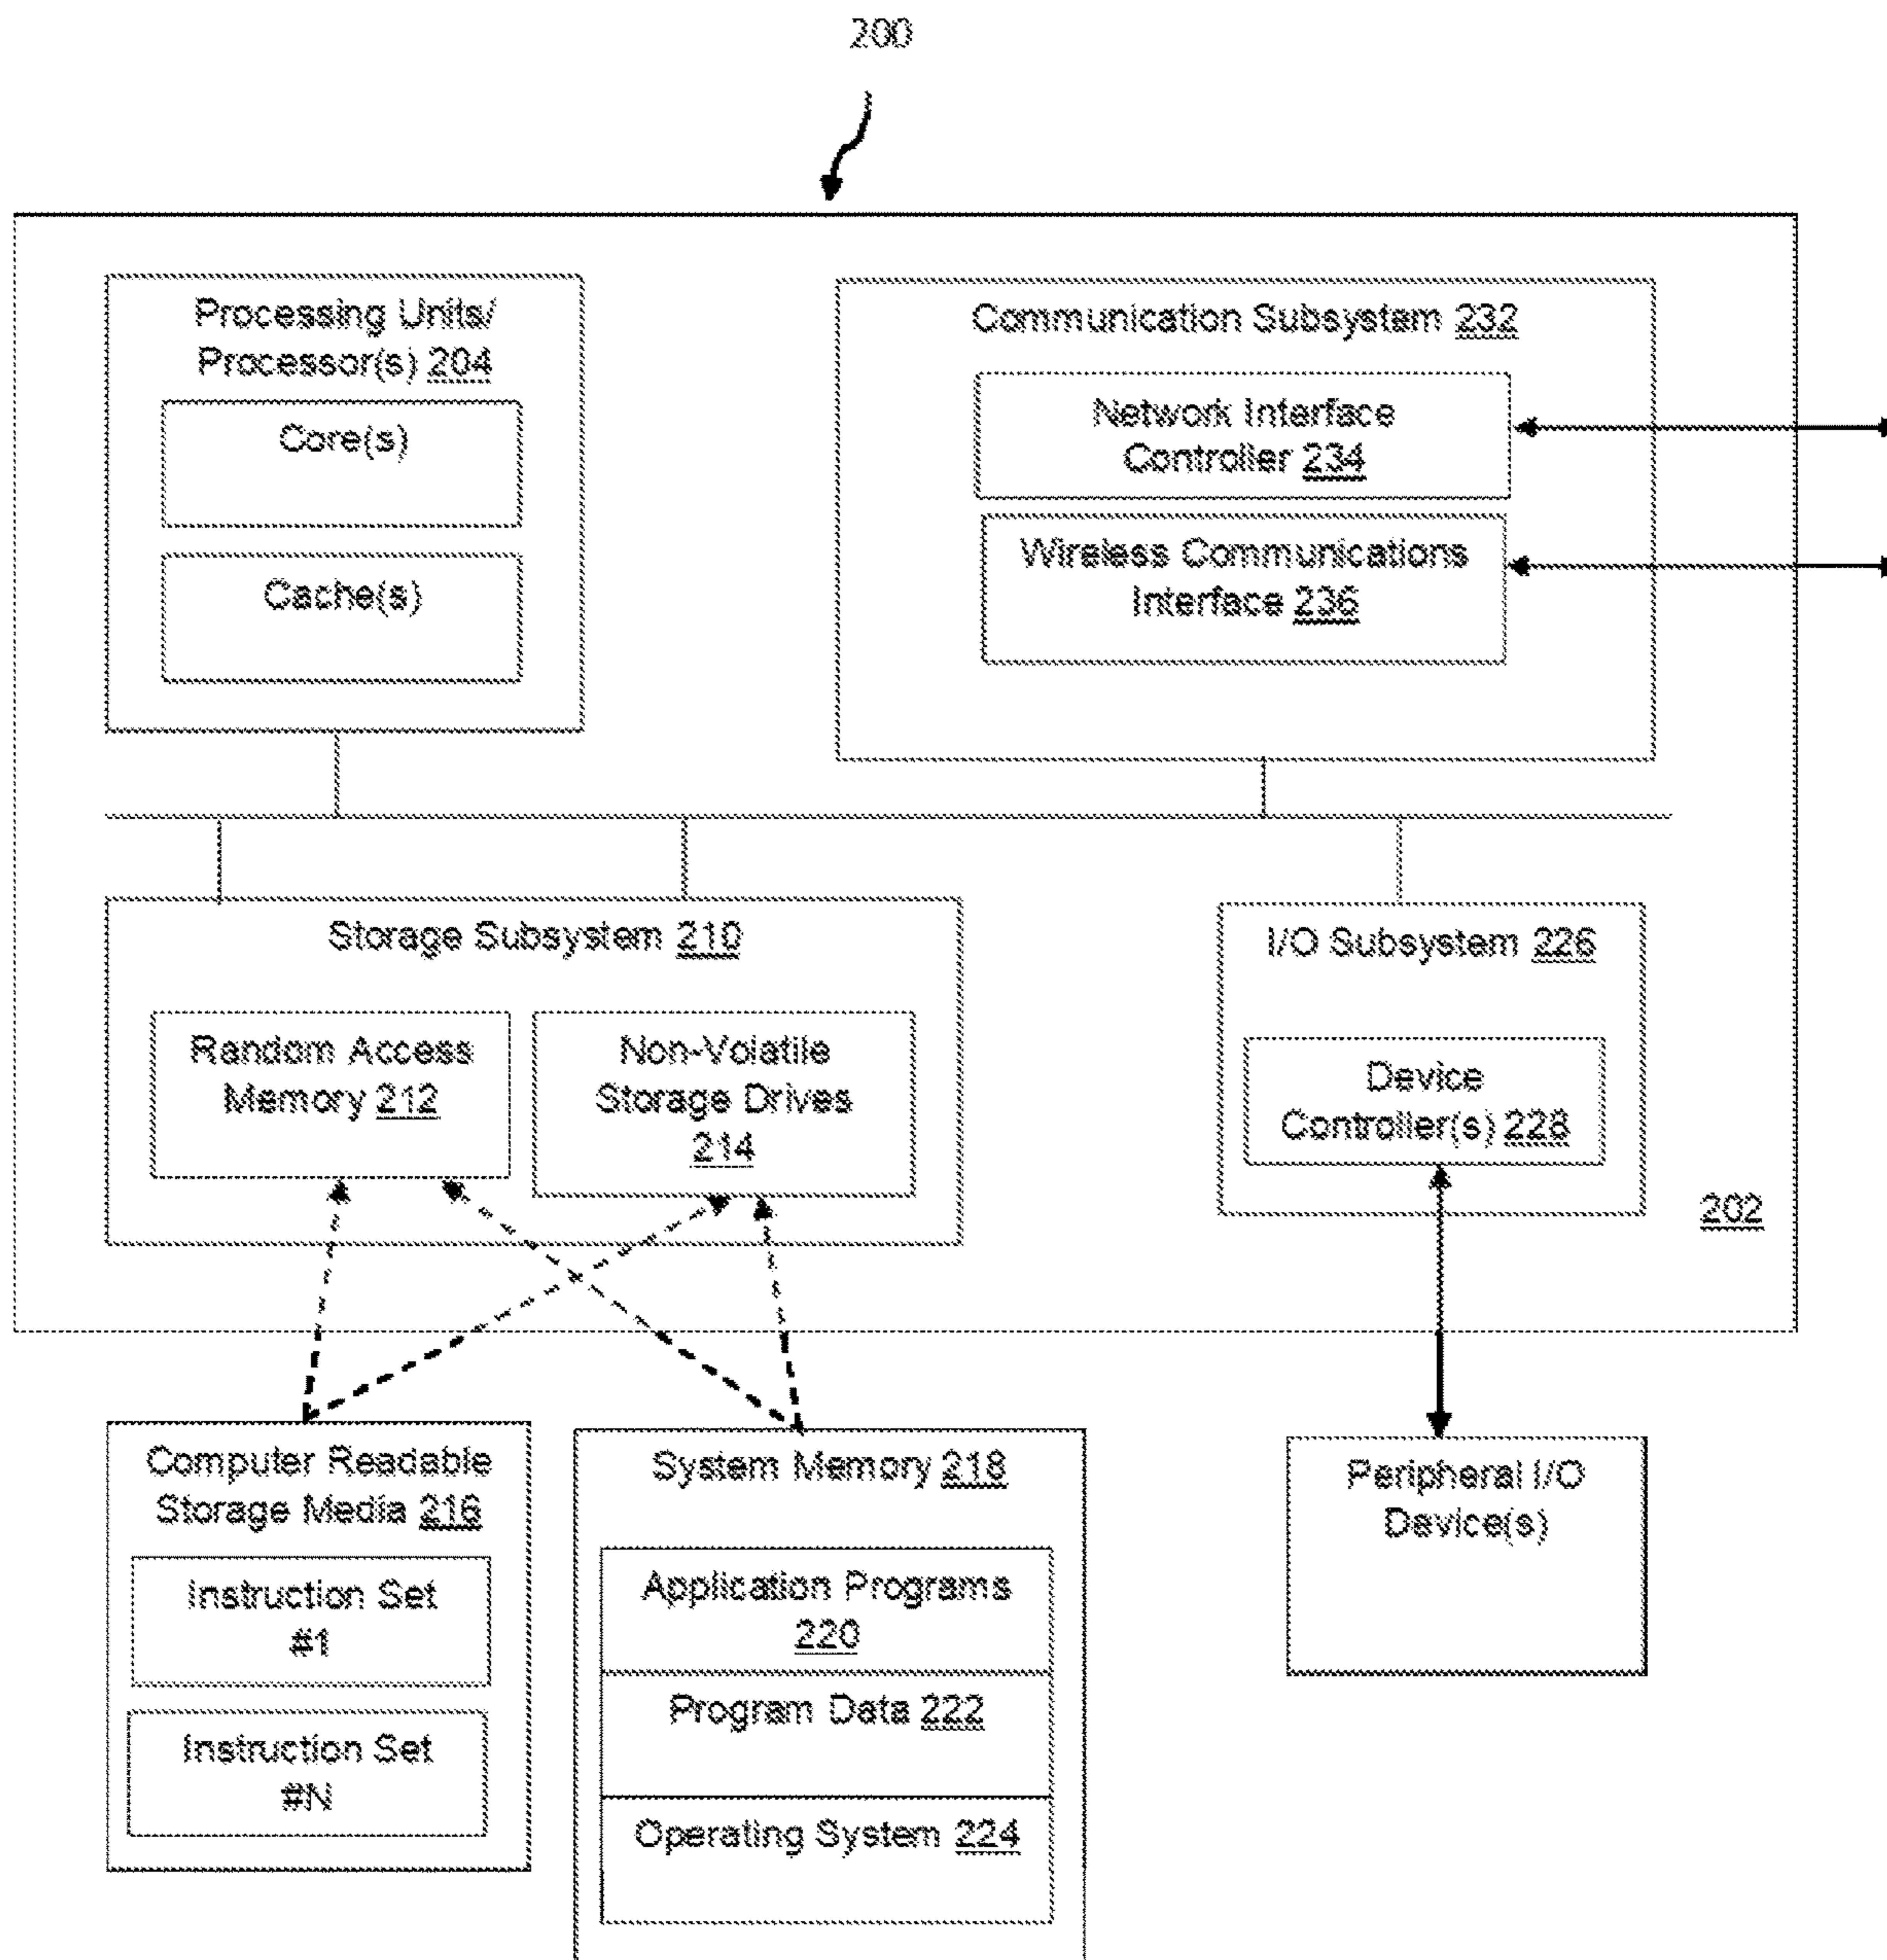 200
Processing Units/
Processor(s) 204
Core(s)
Cache(s)
Communication Subsystem 232
Network Interface
Controller 234
Wireless Communications
Interface 236
Storage Subsystem 210
Random Access
Memory 212
Non-Volatile
Storage Drives
214
I/O Subsystem 226
Device
Controller(s) 228
202
Computer Readable
Storage Media 216
Instruction Set
#1
Instruction Set
#N
System Memory 218
Application Programs
220
Program Data 222
Operating System 224
Peripheral I/O
Device(s)